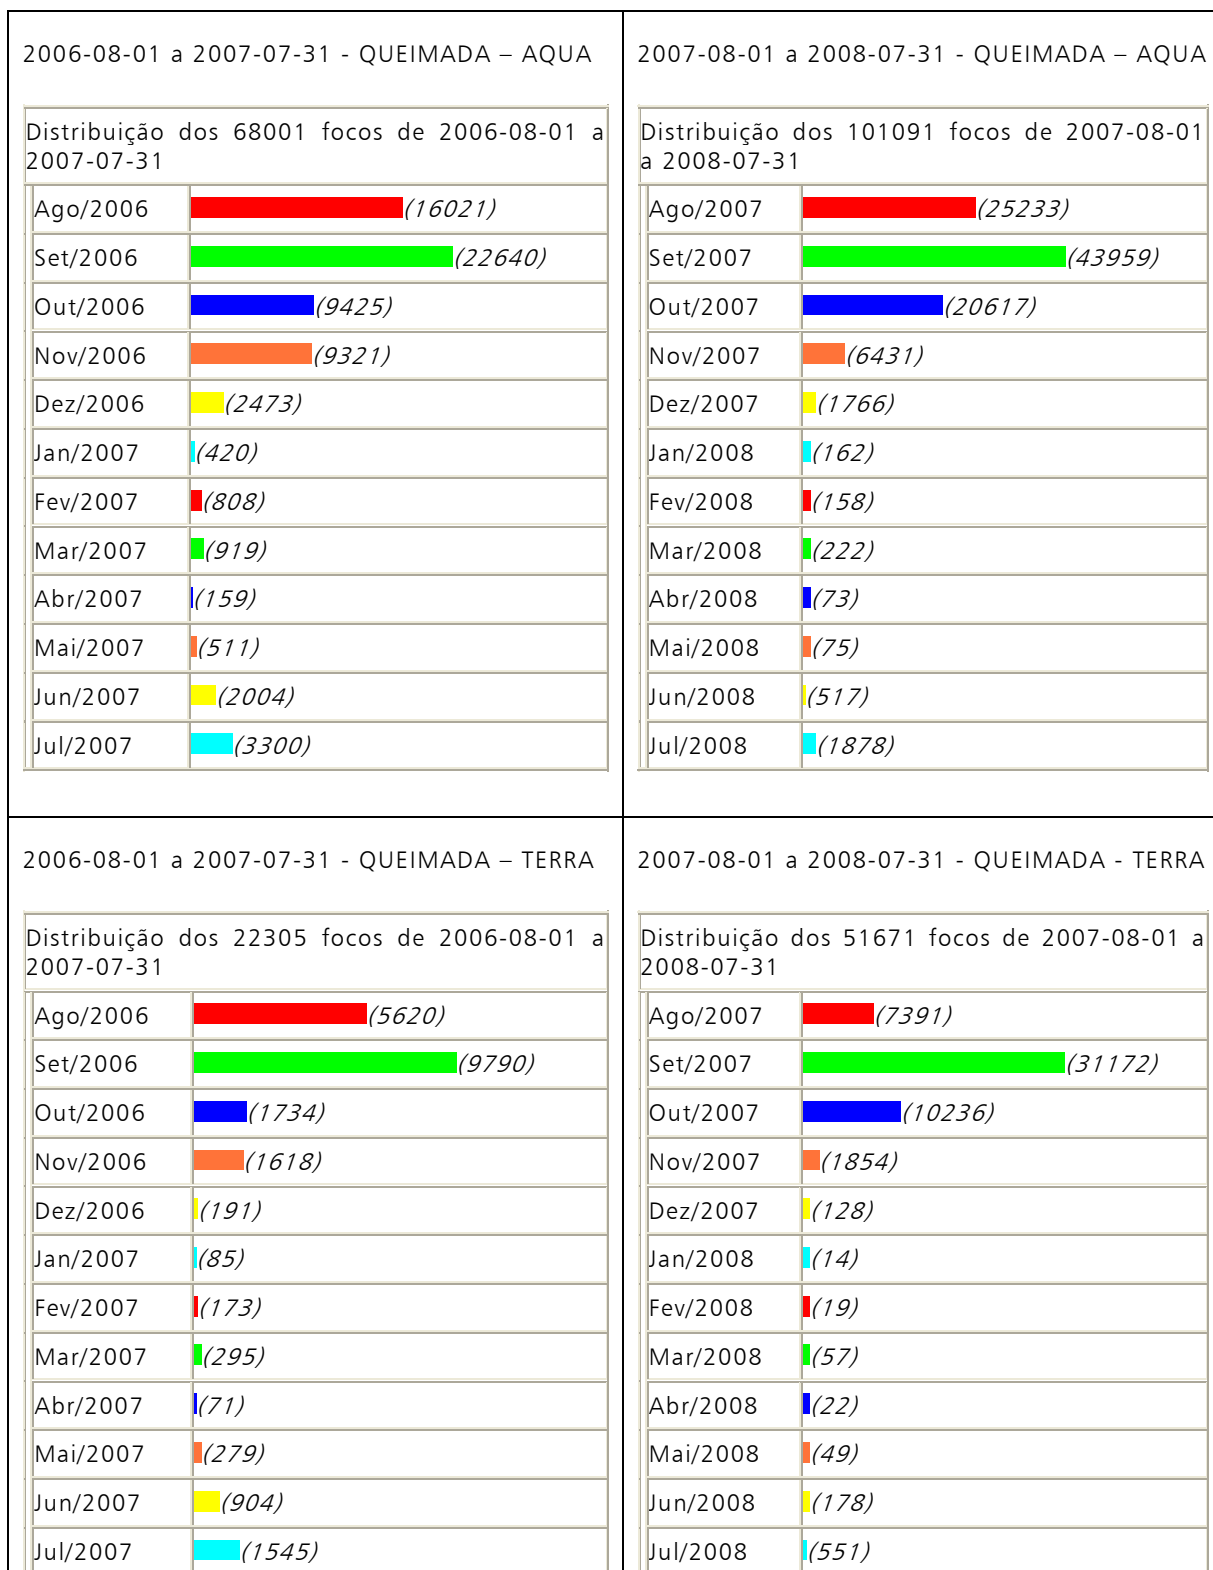 2006-08-01 a 2007-07-31 - QUEIMADA – AQUA
Distribuição dos 68001 focos de 2006-08-01 a
2007-07-31
Ago/2006 (16021)
Set/2006 (22640)
Out/2006 (9425)
Nov/2006 (9321)
Dez/2006 (2473)
Jan/2007 (420)
Fev/2007 (808)
Mar/2007 (919)
Abr/2007 (159)
Mai/2007 (511)
Jun/2007 (2004)
Jul/2007 (3300)
2007-08-01 a 2008-07-31 - QUEIMADA – AQUA
Distribuição dos 101091 focos de 2007-08-01
a 2008-07-31
Ago/2007 (25233)
Set/2007 (43959)
Out/2007 (20617)
Nov/2007 (6431)
Dez/2007 (1766)
Jan/2008 (162)
Fev/2008 (158)
Mar/2008 (222)
Abr/2008 (73)
Mai/2008 (75)
Jun/2008 (517)
Jul/2008 (1878)
2006-08-01 a 2007-07-31 - QUEIMADA – TERRA
Distribuição dos 22305 focos de 2006-08-01 a
2007-07-31
Ago/2006 (5620)
Set/2006 (9790)
Out/2006 (1734)
Nov/2006 (1618)
Dez/2006 (191)
Jan/2007 (85)
Fev/2007 (173)
Mar/2007 (295)
Abr/2007 (71)
Mai/2007 (279)
Jun/2007 (904)
Jul/2007 (1545)
2007-08-01 a 2008-07-31 - QUEIMADA - TERRA
Distribuição dos 51671 focos de 2007-08-01 a
2008-07-31
Ago/2007 (7391)
Set/2007 (31172)
Out/2007 (10236)
Nov/2007 (1854)
Dez/2007 (128)
Jan/2008 (14)
Fev/2008 (19)
Mar/2008 (57)
Abr/2008 (22)
Mai/2008 (49)
Jun/2008 (178)
Jul/2008 (551)